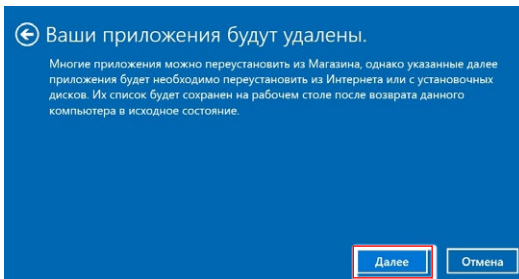 Ваши приложения будут удалены.
Многие приложения можно переустановить из Магазина, однако указанные далее
приложения будет необходимо переустановить из Интернета или с установочных
дисков. Их список будет сохранен на рабочем столе после возврата данного
компьютера в исходное состояние.
Далее
Отмена